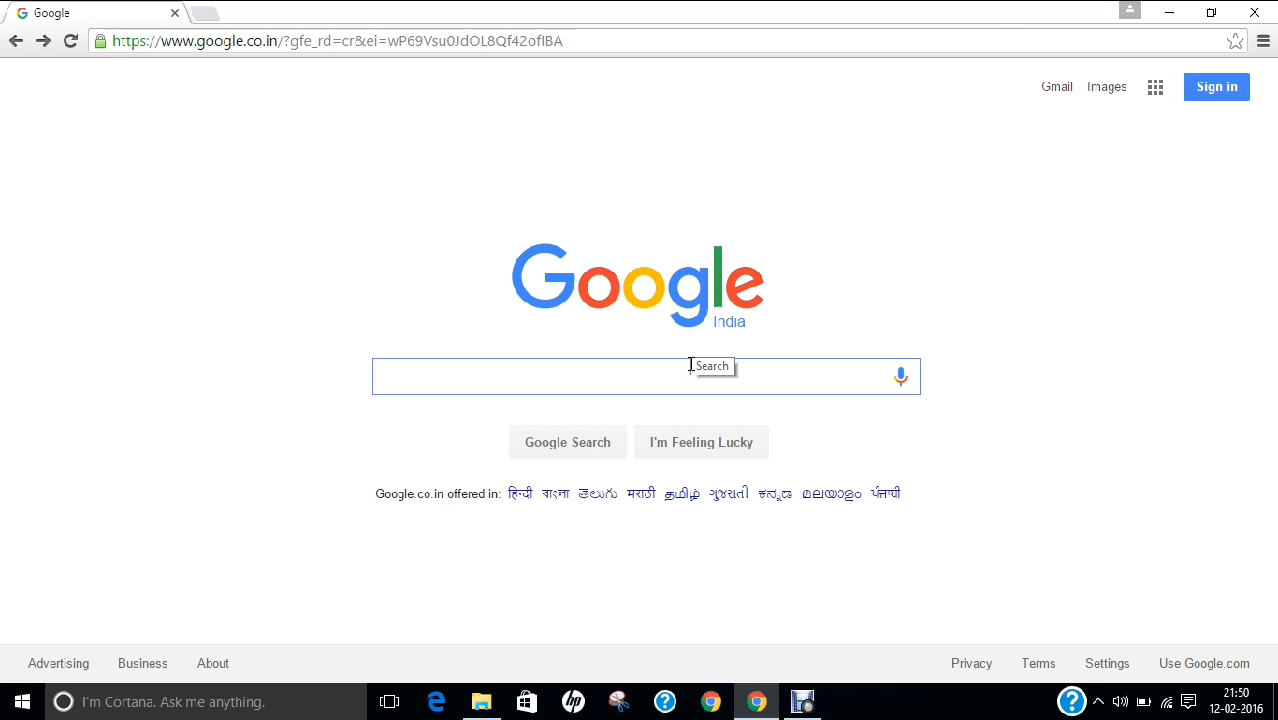 Google
https://www.google.co.in/?gfe_rd=cr&ei=wP69Vsu0JdOL8Qf42ofIBA
Gmail Images Sign in
Google
India
Search
Google Search I'm Feeling Lucky
Google.co.in offered in: हिन्दी বাংলা తెలుగు मराठी தமிழ் ગુજરાતી ಕನ್ನಡ മലയാളം ਪੰਜਾਬੀ
Advertising Business About Privacy Terms Settings Use Google.com
I'm Cortana. Ask me anything.
hp
21:50
12-02-2016